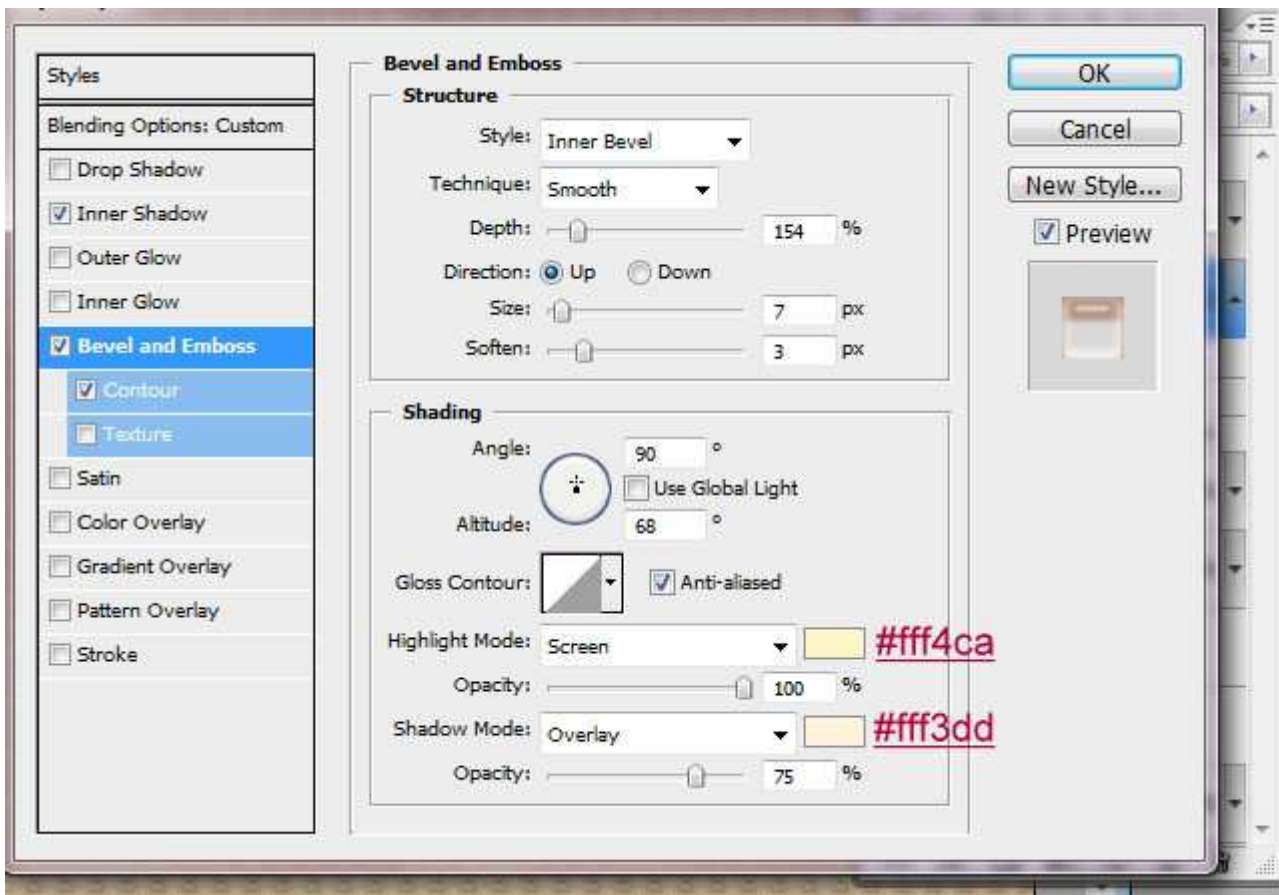 Styles
Blending Options: Custom
Drop Shadow
Inner Shadow
Outer Glow
Inner Glow
Bevel and Emboss
Contour
Texture
Satin
Color Overlay
Gradient Overlay
Pattern Overlay
Stroke
Bevel and Emboss
Structure
Style: Inner Bevel
Technique: Smooth
Depth: 154 %
Direction: Up Down
Size: 7 px
Soften: 3 px
Shading
Angle: 90 °
Use Global Light
Altitude: 68 °
Gloss Contour: Anti-aliased
Highlight Mode: Screen #fff4ca
Opacity: 100 %
Shadow Mode: Overlay #fff3dd
Opacity: 75 %
OK
Cancel
New Style...
Preview